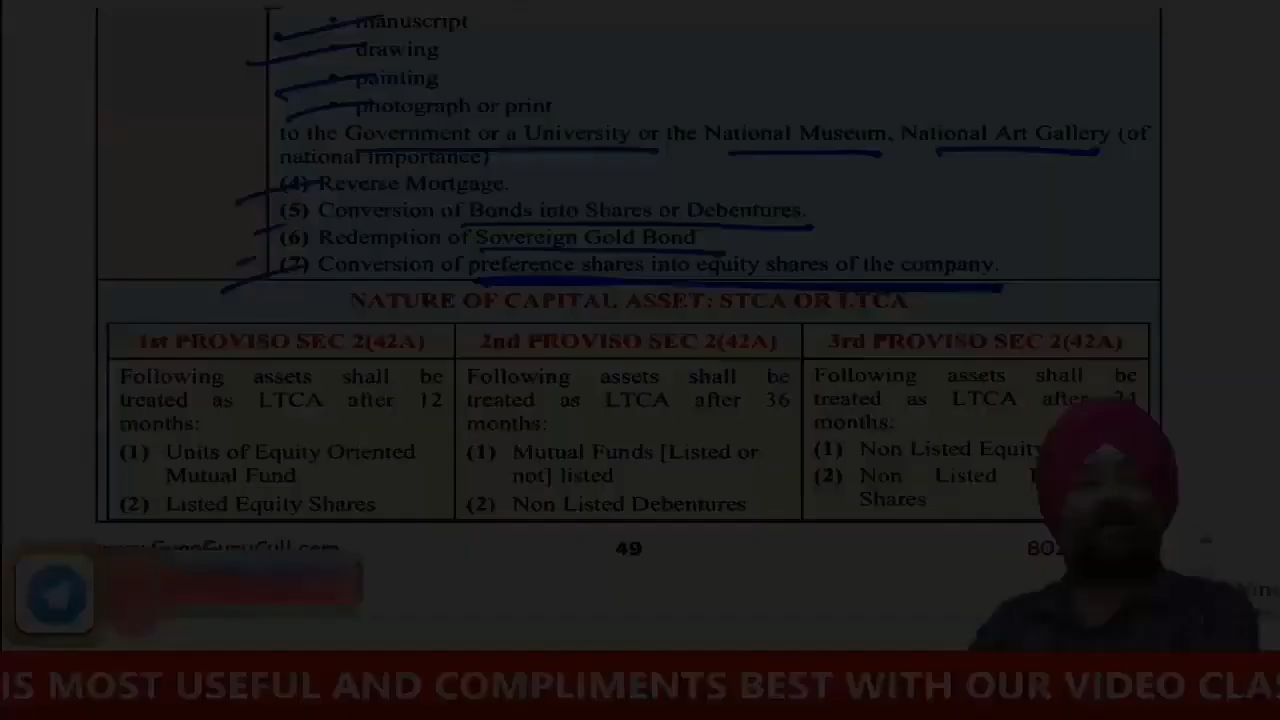 • manuscript
• drawing
• painting
• photograph or print
to the Government or a University or the National Museum, National Art Gallery (of
national importance)
(4) Reverse Mortgage.
(5) Conversion of Bonds into Shares or Debentures.
(6) Redemption of Sovereign Gold Bond
(7) Conversion of preference shares into equity shares of the company.
NATURE OF CAPITAL ASSET: STCA OR LTCA
1st PROVISO SEC 2(42A)
Following assets shall be
treated as LTCA after 12
months:
(1) Units of Equity Oriented
Mutual Fund
(2) Listed Equity Shares
2nd PROVISO SEC 2(42A)
Following assets shall be
treated as LTCA after 36
months:
(1) Mutual Funds [Listed or
not] listed
(2) Non Listed Debentures
3rd PROVISO SEC 2(42A)
Following assets shall be
treated as LTCA after 24
months:
(1) Non Listed Equity
(2) Non Listed
Shares
49
IS MOST USEFUL AND COMPLIMENTS BEST WITH OUR VIDEO CLA